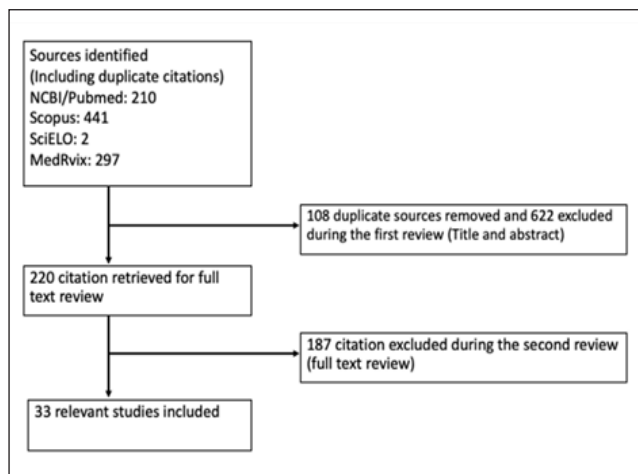 Sources identified
(Including duplicate citations)
NCBI/Pubmed: 210
Scopus: 441
SciELO: 2
MedRvix: 297
108 duplicate sources removed and 622 excluded
during the first review (Title and abstract)
220 citation retrieved for full
text review
187 citation excluded during the second review
(full text review)
33 relevant studies included